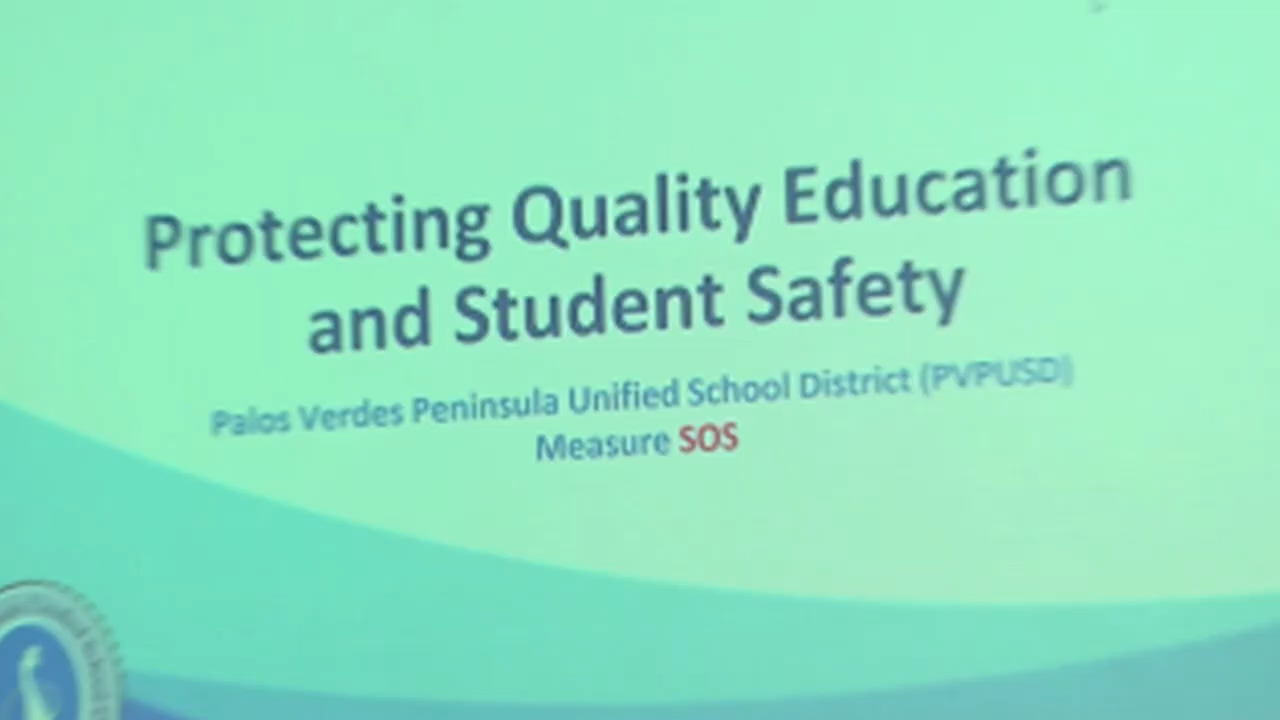 Protecting Quality Education
and Student Safety
Palos Verdes Peninsula Unified School District (PVPUSD)
Measure SOS